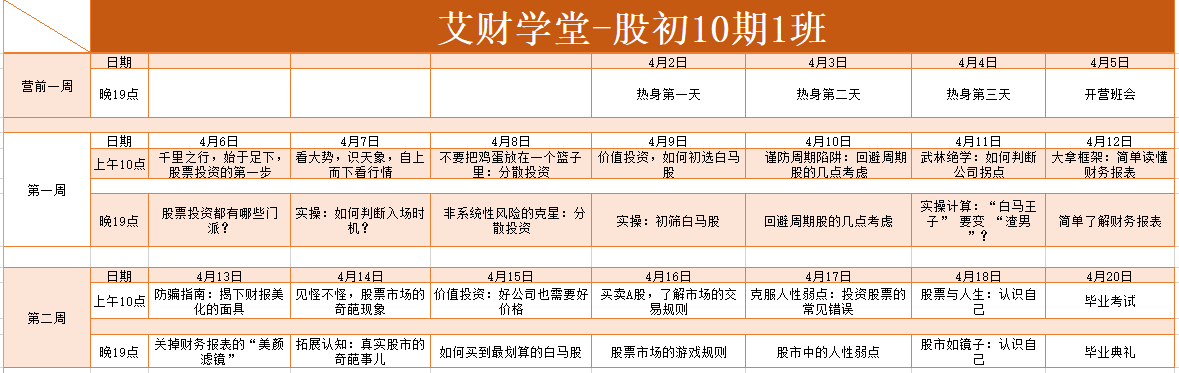 艾财学堂-股初10期1班
营前一周
日期
4月2日
4月3日
4月4日
4月5日
晚19点
热身第一天
热身第二天
热身第三天
开营班会
第一周
日期
4月6日
4月7日
4月8日
4月9日
4月10日
4月11日
4月12日
上午10点
千里之行，始于足下，
股票投资的第一步
看大势，识天象，自上
而下看行情
不要把鸡蛋放在一个篮子
里：分散投资
价值投资，如何初选白马
股
谨防周期陷阱：回避周期
股的几点考虑
武林绝学：如何判断
公司拐点
大拿框架：简单读懂
财务报表
晚19点
股票投资都有哪些门
派？
实操：如何判断入场时
机？
非系统性风险的克星：分
散投资
实操：初筛白马股
回避周期股的几点考虑
实操计算：“白马王
子” 要变 “渣男
”？
简单了解财务报表
第二周
日期
4月13日
4月14日
4月15日
4月16日
4月17日
4月18日
4月20日
上午10点
防骗指南：揭下财报美
化的面具
见怪不怪，股票市场的
奇葩现象
价值投资：好公司也需要好
价格
买卖A股，了解市场的交
易规则
克服人性弱点：投资股票的
常见错误
股票与人生：认识自
己
毕业考试
晚19点
关掉财务报表的“美颜
滤镜”
拓展认知：真实股市的
奇葩事儿
如何买到最划算的白马股
股票市场的游戏规则
股市中的人性弱点
股市如镜子：认识自
己
毕业典礼